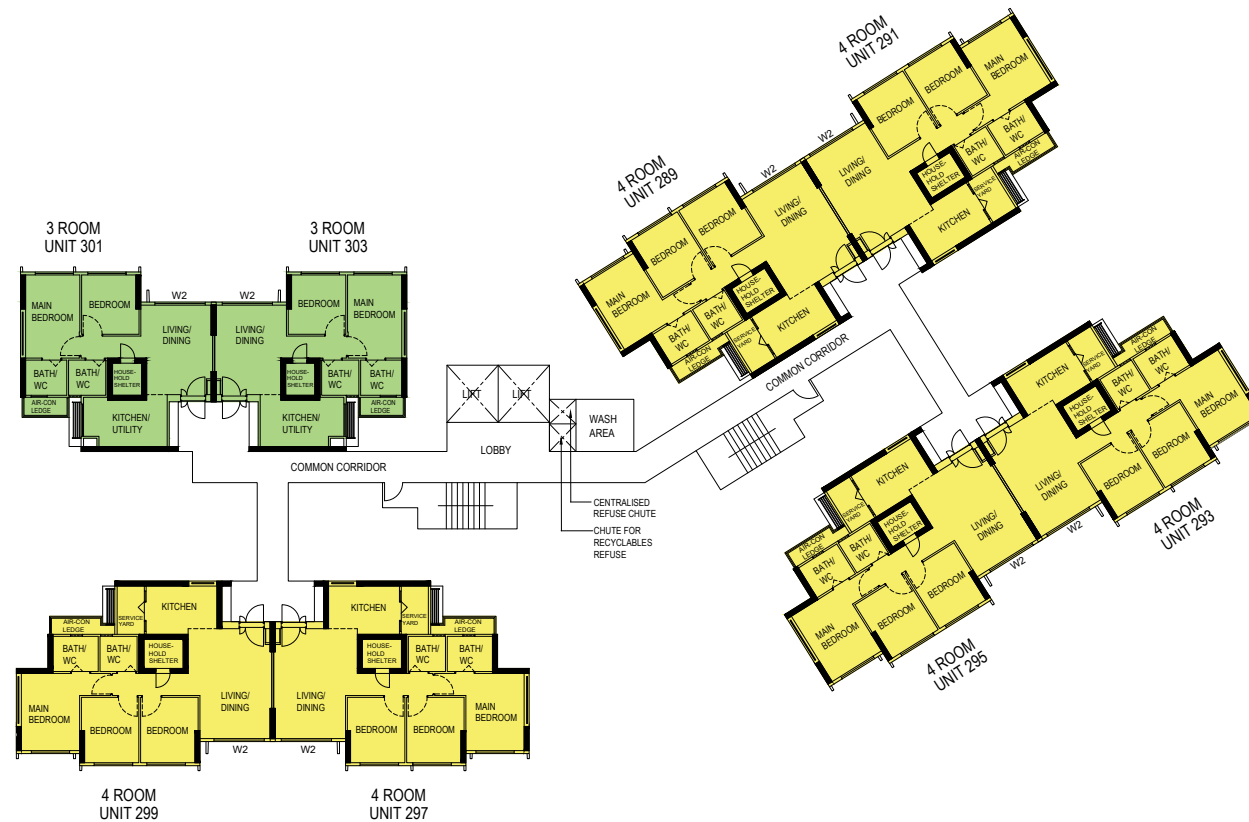 4 ROOM
UNIT 291
BEDROOM
BEDROOM
MAIN
BEDROOM
W2
LIVING/
DINING
HOUSE-
HOLD
SHELTER
BATH/
WC
BATH/
WC
AIR-CON
LEDGE
SERVICE
YARD
KITCHEN
4 ROOM
UNIT 289
W2
MAIN
BEDROOM
BEDROOM
BEDROOM
LIVING/
DINING
HOUSE-
HOLD
SHELTER
BATH/
WC
BATH/
WC
AIR-CON
LEDGE
SERVICE
YARD
KITCHEN
3 ROOM
UNIT 301
MAIN
BEDROOM
BEDROOM
W2
LIVING/
DINING
BATH/
WC
BATH/
WC
HOUSE-
HOLD
SHELTER
AIR-CON
LEDGE
KITCHEN/
UTILITY
3 ROOM
UNIT 303
W2
BEDROOM
MAIN
BEDROOM
LIVING/
DINING
HOUSE-
HOLD
SHELTER
BATH/
WC
BATH/
WC
AIR-CON
LEDGE
KITCHEN/
UTILITY
COMMON CORRIDOR
LIFT
LIFT
LOBBY
WASH
AREA
COMMON CORRIDOR
CENTRALISED
REFUSE CHUTE
CHUTE FOR
RECYCLABLES
REFUSE
KITCHEN
SERVICE
YARD
AIR-CON
LEDGE
HOUSE-
HOLD
SHELTER
BATH/
WC
BATH/
WC
MAIN
BEDROOM
BEDROOM
BEDROOM
LIVING/
DINING
W2
4 ROOM
UNIT 293
KITCHEN
SERVICE
YARD
AIR-CON
LEDGE
HOUSE-
HOLD
SHELTER
BATH/
WC
BATH/
WC
MAIN
BEDROOM
BEDROOM
BEDROOM
LIVING/
DINING
W2
4 ROOM
UNIT 295
AIR-CON
LEDGE
SERVICE
YARD
KITCHEN
BATH/
WC
BATH/
WC
HOUSE-
HOLD
SHELTER
MAIN
BEDROOM
BEDROOM
BEDROOM
LIVING/
DINING
W2
4 ROOM
UNIT 299
KITCHEN
SERVICE
YARD
AIR-CON
LEDGE
HOUSE-
HOLD
SHELTER
BATH/
WC
BATH/
WC
LIVING/
DINING
BEDROOM
BEDROOM
MAIN
BEDROOM
W2
4 ROOM
UNIT 297